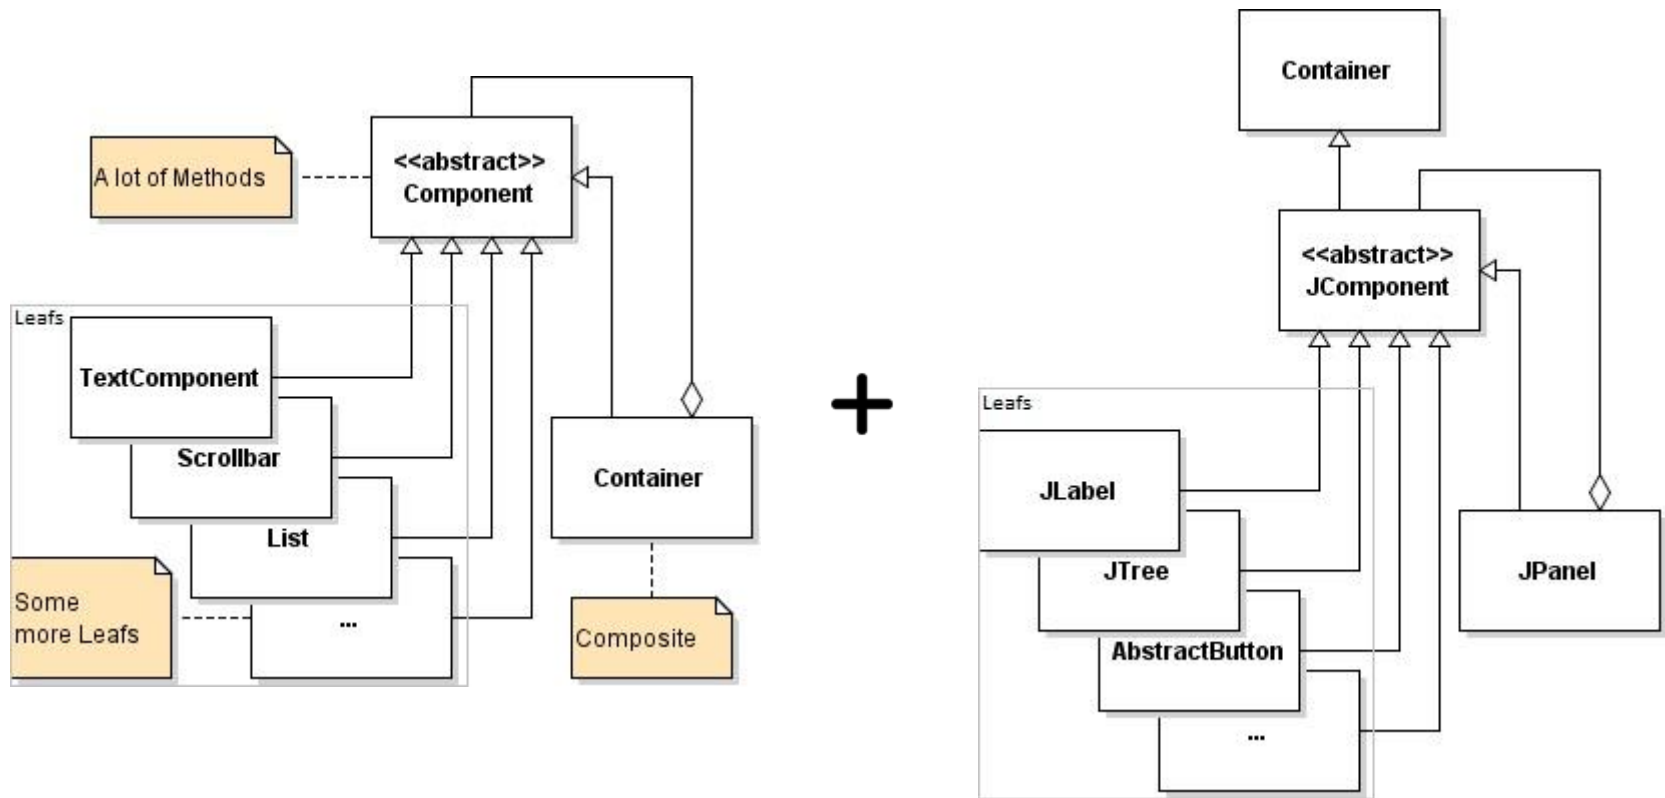 A lot of Methods
<<abstract>>
Component
Leafs
TextComponent
Scrollbar
List
...
Some
more Leafs
Container
Composite
+
Container
<<abstract>>
JComponent
Leafs
JLabel
JTree
AbstractButton
...
JPanel